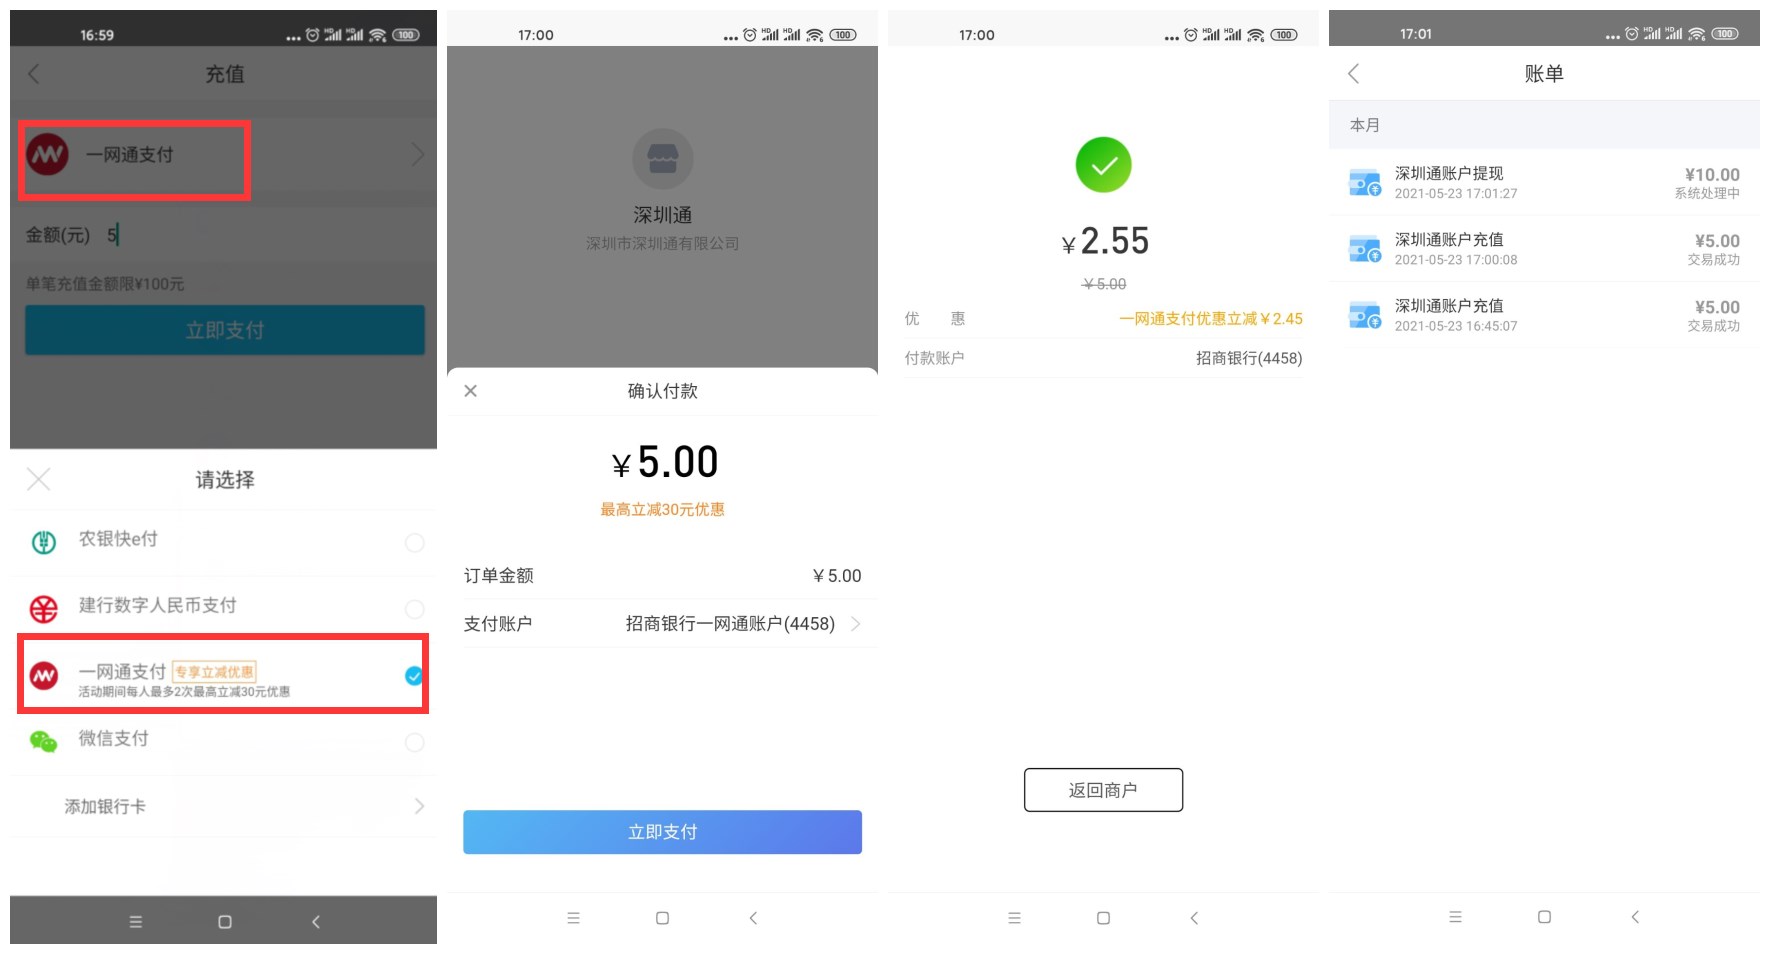 16:59
HD
HD
100
充值
一网通支付
金额(元) 5
单笔充值金额限¥100元
立即支付
请选择
农银快e付
建行数字人民币支付
一网通支付 专享立减优惠
活动期间每人最多2次最高立减30元优惠
微信支付
添加银行卡
17:00
HD
HD
6
100
深圳通
深圳市深圳通有限公司
确认付款
¥5.00
最高立减30元优惠
订单金额 ¥5.00
支付账户 招商银行一网通账户(4458)
立即支付
17:00
HD
HD
6
100
¥2.55
¥5.00
优 惠 一网通支付优惠立减¥2.45
付款账户 招商银行(4458)
返回商户
17:01
HD
HD
6
100
账单
本月
深圳通账户提现 ¥10.00
2021-05-23 17:01:27 系统处理中
深圳通账户充值 ¥5.00
2021-05-23 17:00:08 交易成功
深圳通账户充值 ¥5.00
2021-05-23 16:45:07 交易成功